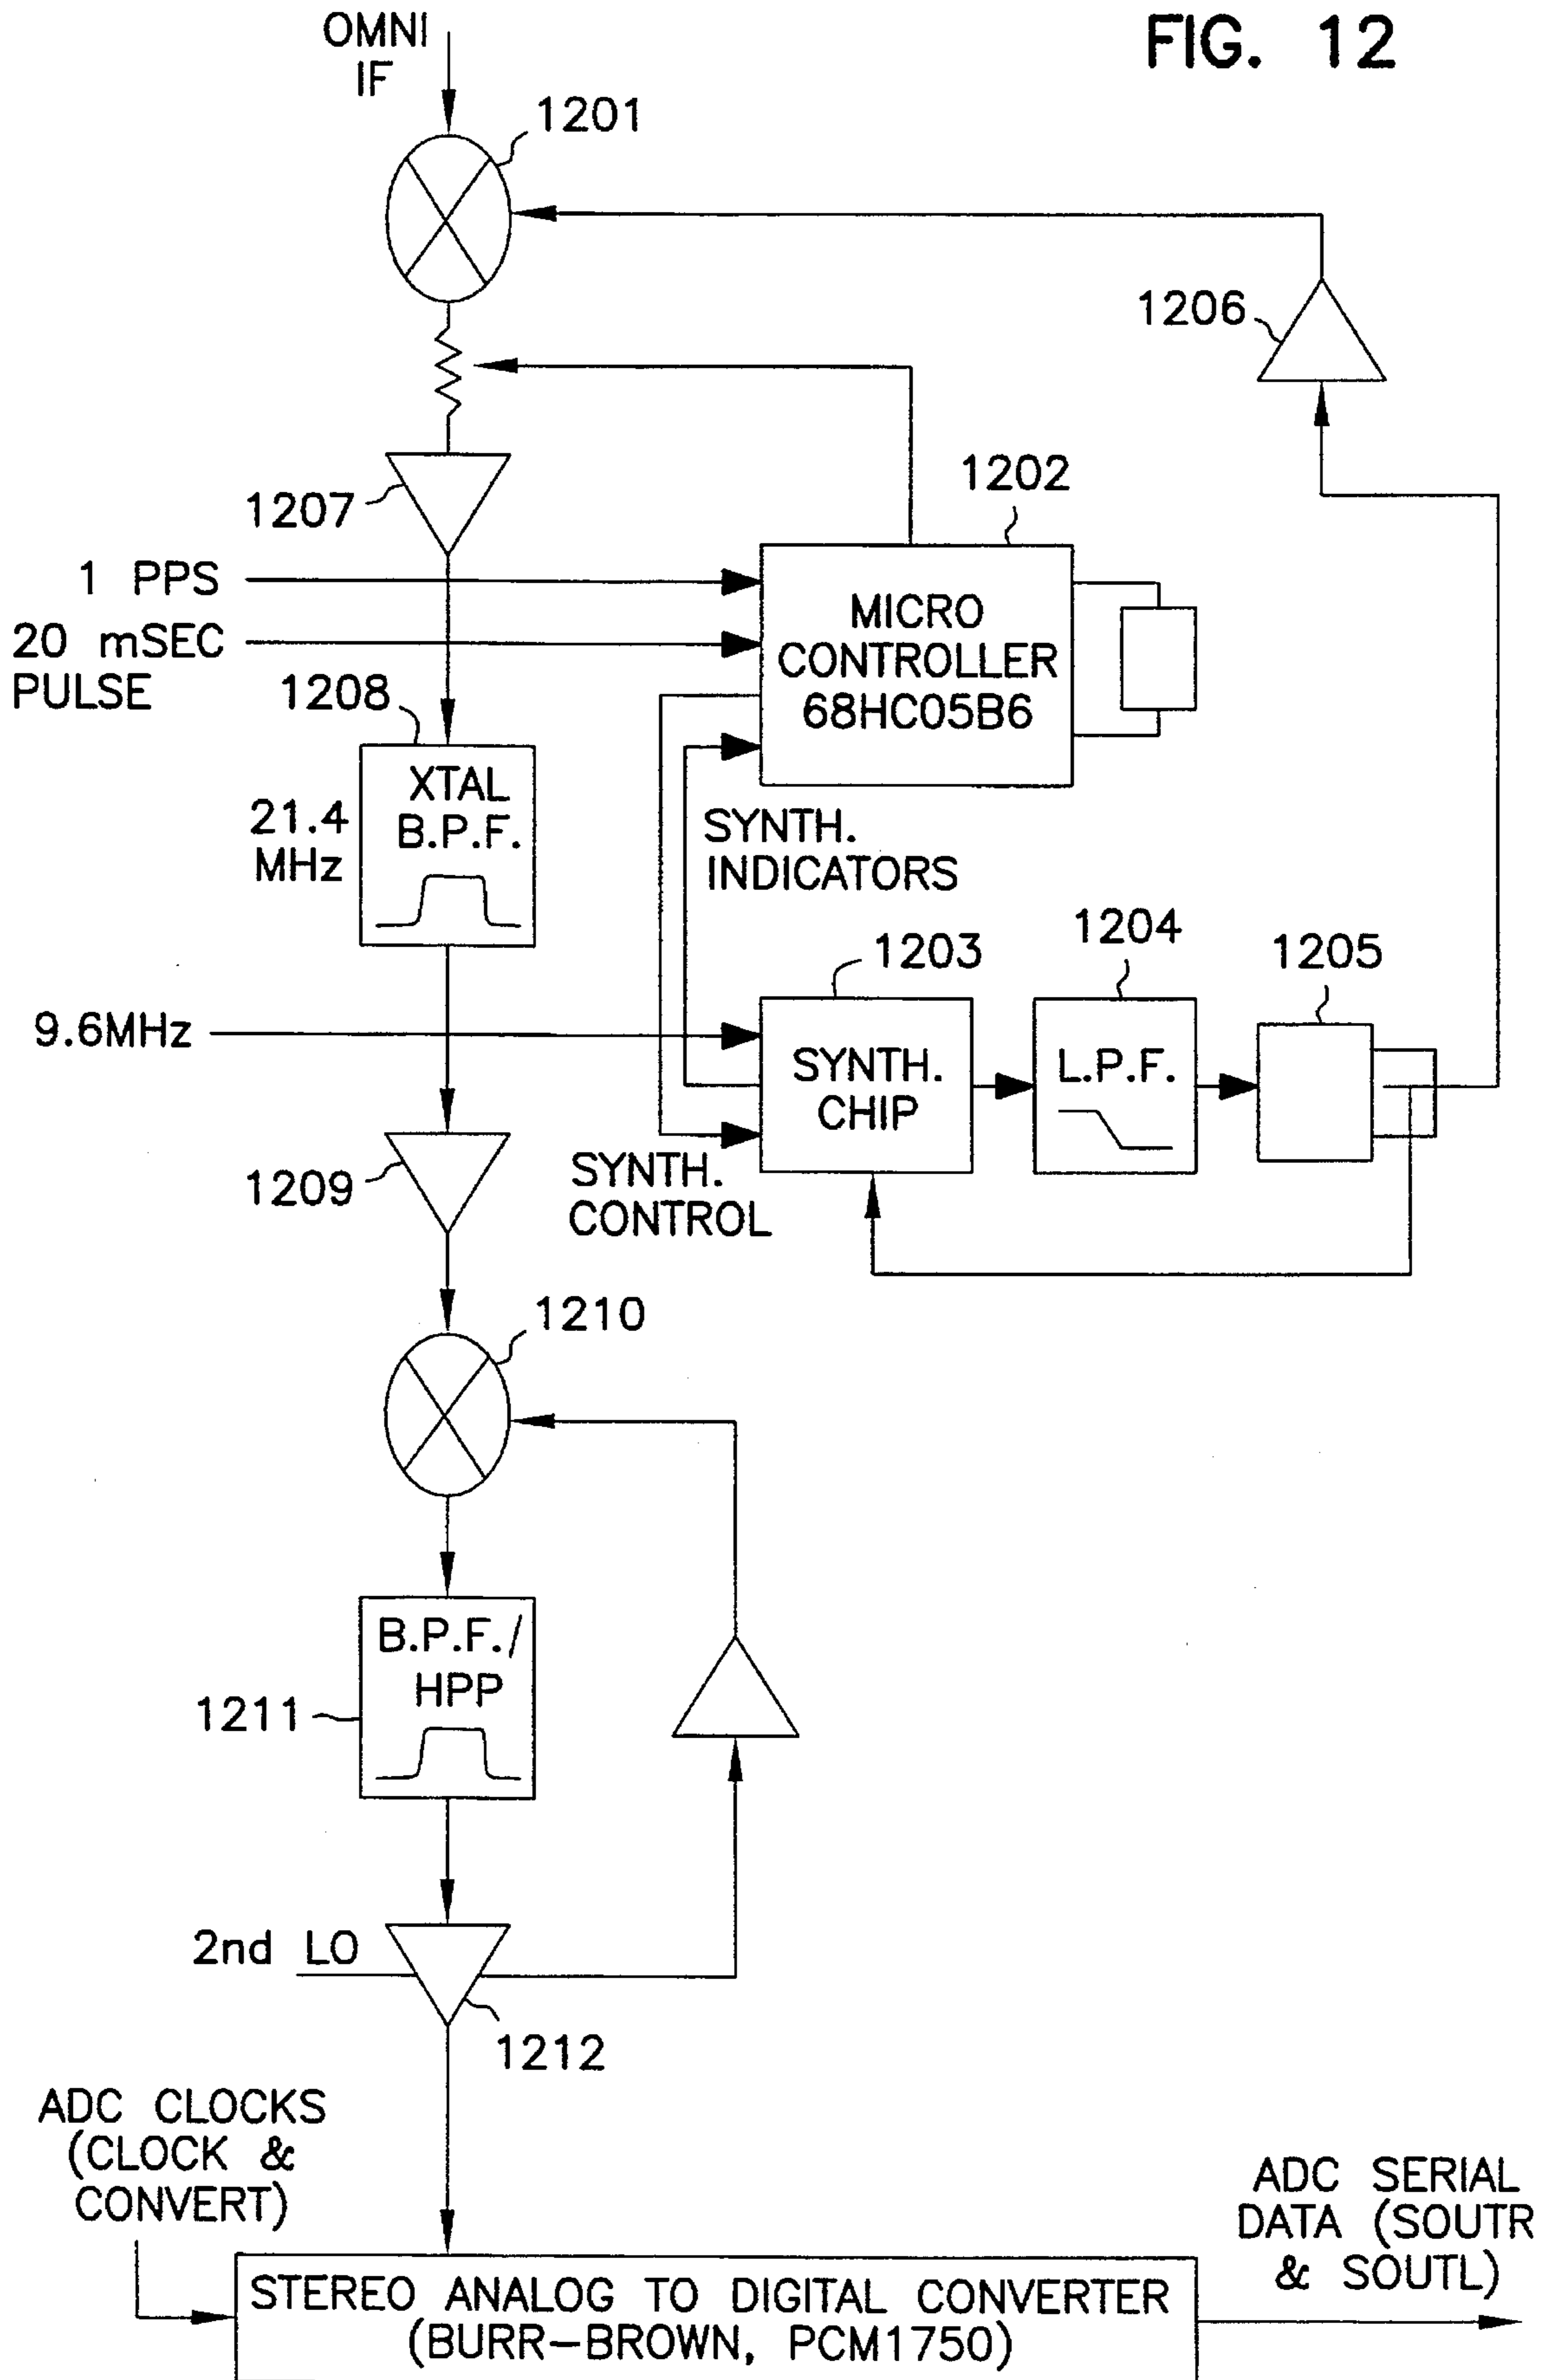 FIG. 12
OMNI
IF
1201
1206
1202
1207
1 PPS
20 mSEC
PULSE
MICRO
CONTROLLER
68HC05B6
1208
XTAL
B.P.F.
21.4
MHz
SYNTH.
INDICATORS
1203
1204
1205
9.6MHz
SYNTH.
CHIP
L.P.F.
1209
SYNTH.
CONTROL
1210
B.P.F./
HPP
1211
2nd LO
1212
ADC CLOCKS
(CLOCK &
CONVERT)
ADC SERIAL
DATA (SOUTR
& SOUTL)
STEREO ANALOG TO DIGITAL CONVERTER
(BURR-BROWN, PCM1750)